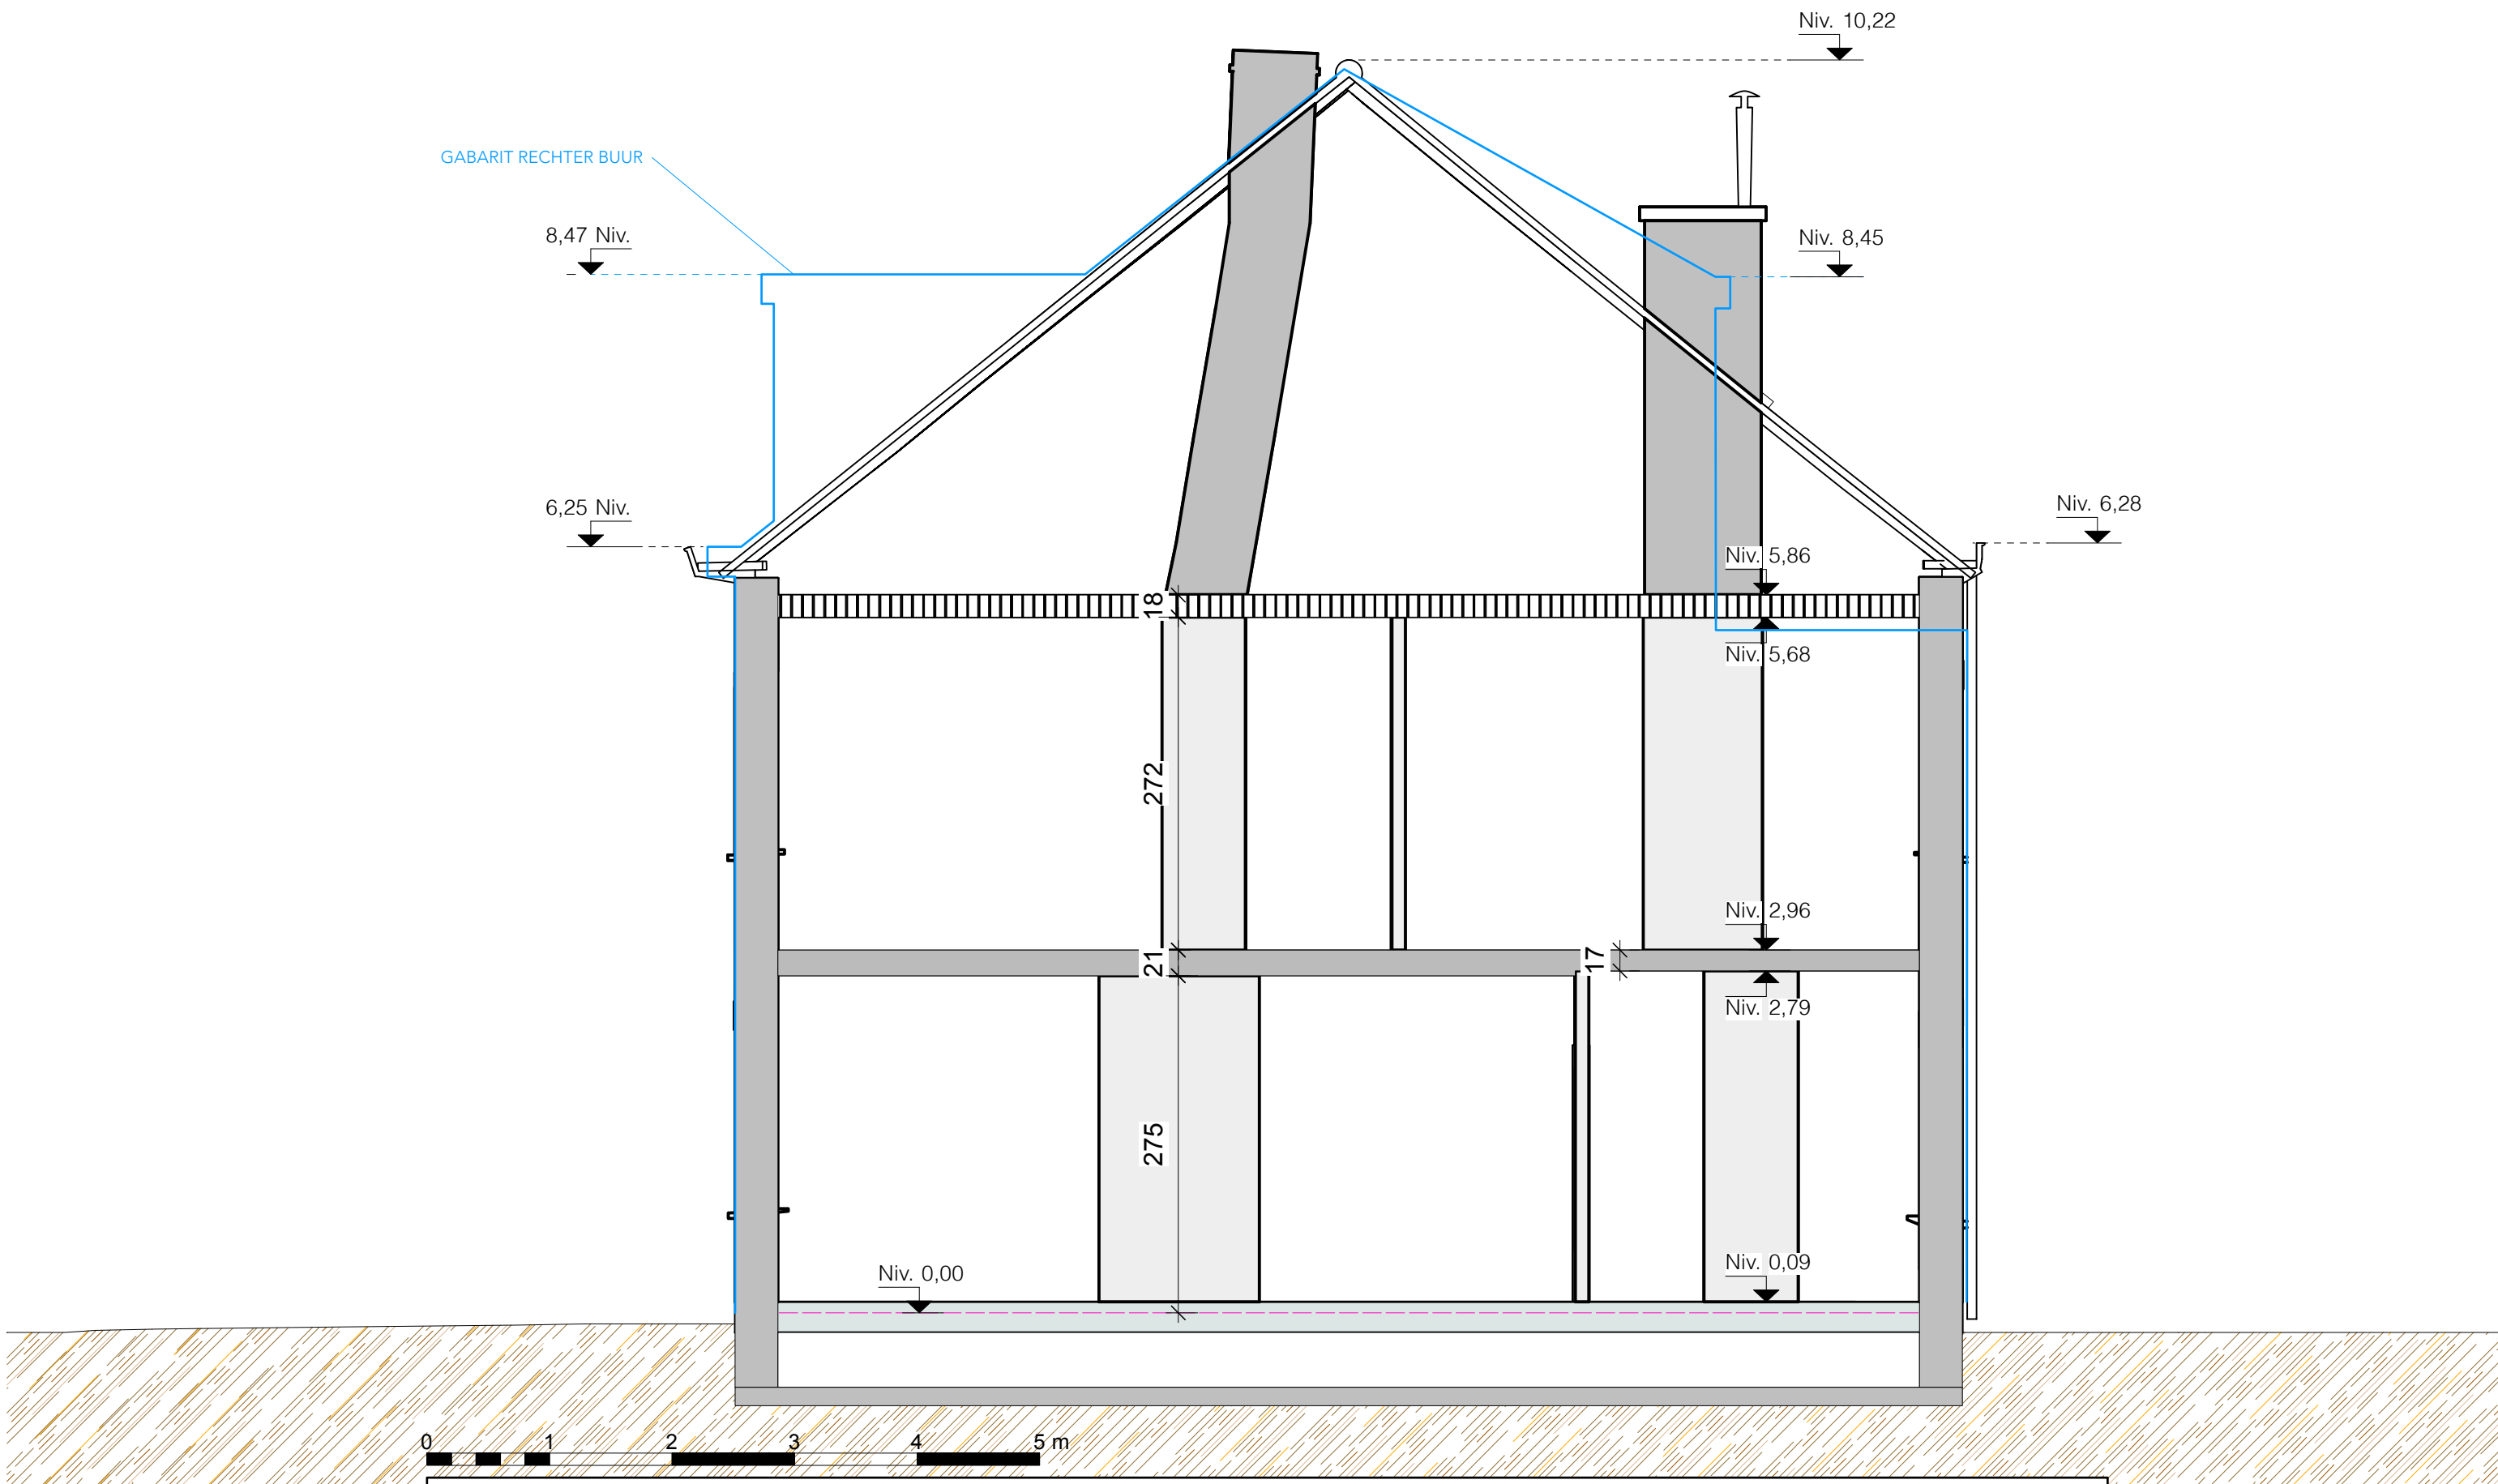 Niv. 10,22
GABARIT RECHTER BUUR
8,47 Niv.
Niv. 8,45
6,25 Niv.
Niv. 6,28
Niv. 5,86
18
Niv. 5,68
272
Niv. 2,96
21
17
Niv. 2,79
275
Niv. 0,00
Niv. 0,09
0 1 2 3 4 5 m